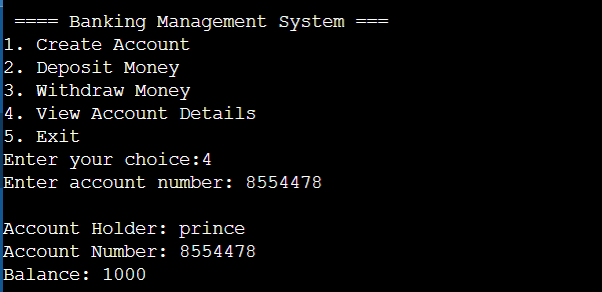 ==== Banking Management System ===
1. Create Account
2. Deposit Money
3. Withdraw Money
4. View Account Details
5. Exit
Enter your choice:4
Enter account number: 8554478
Account Holder: prince
Account Number: 8554478
Balance: 1000